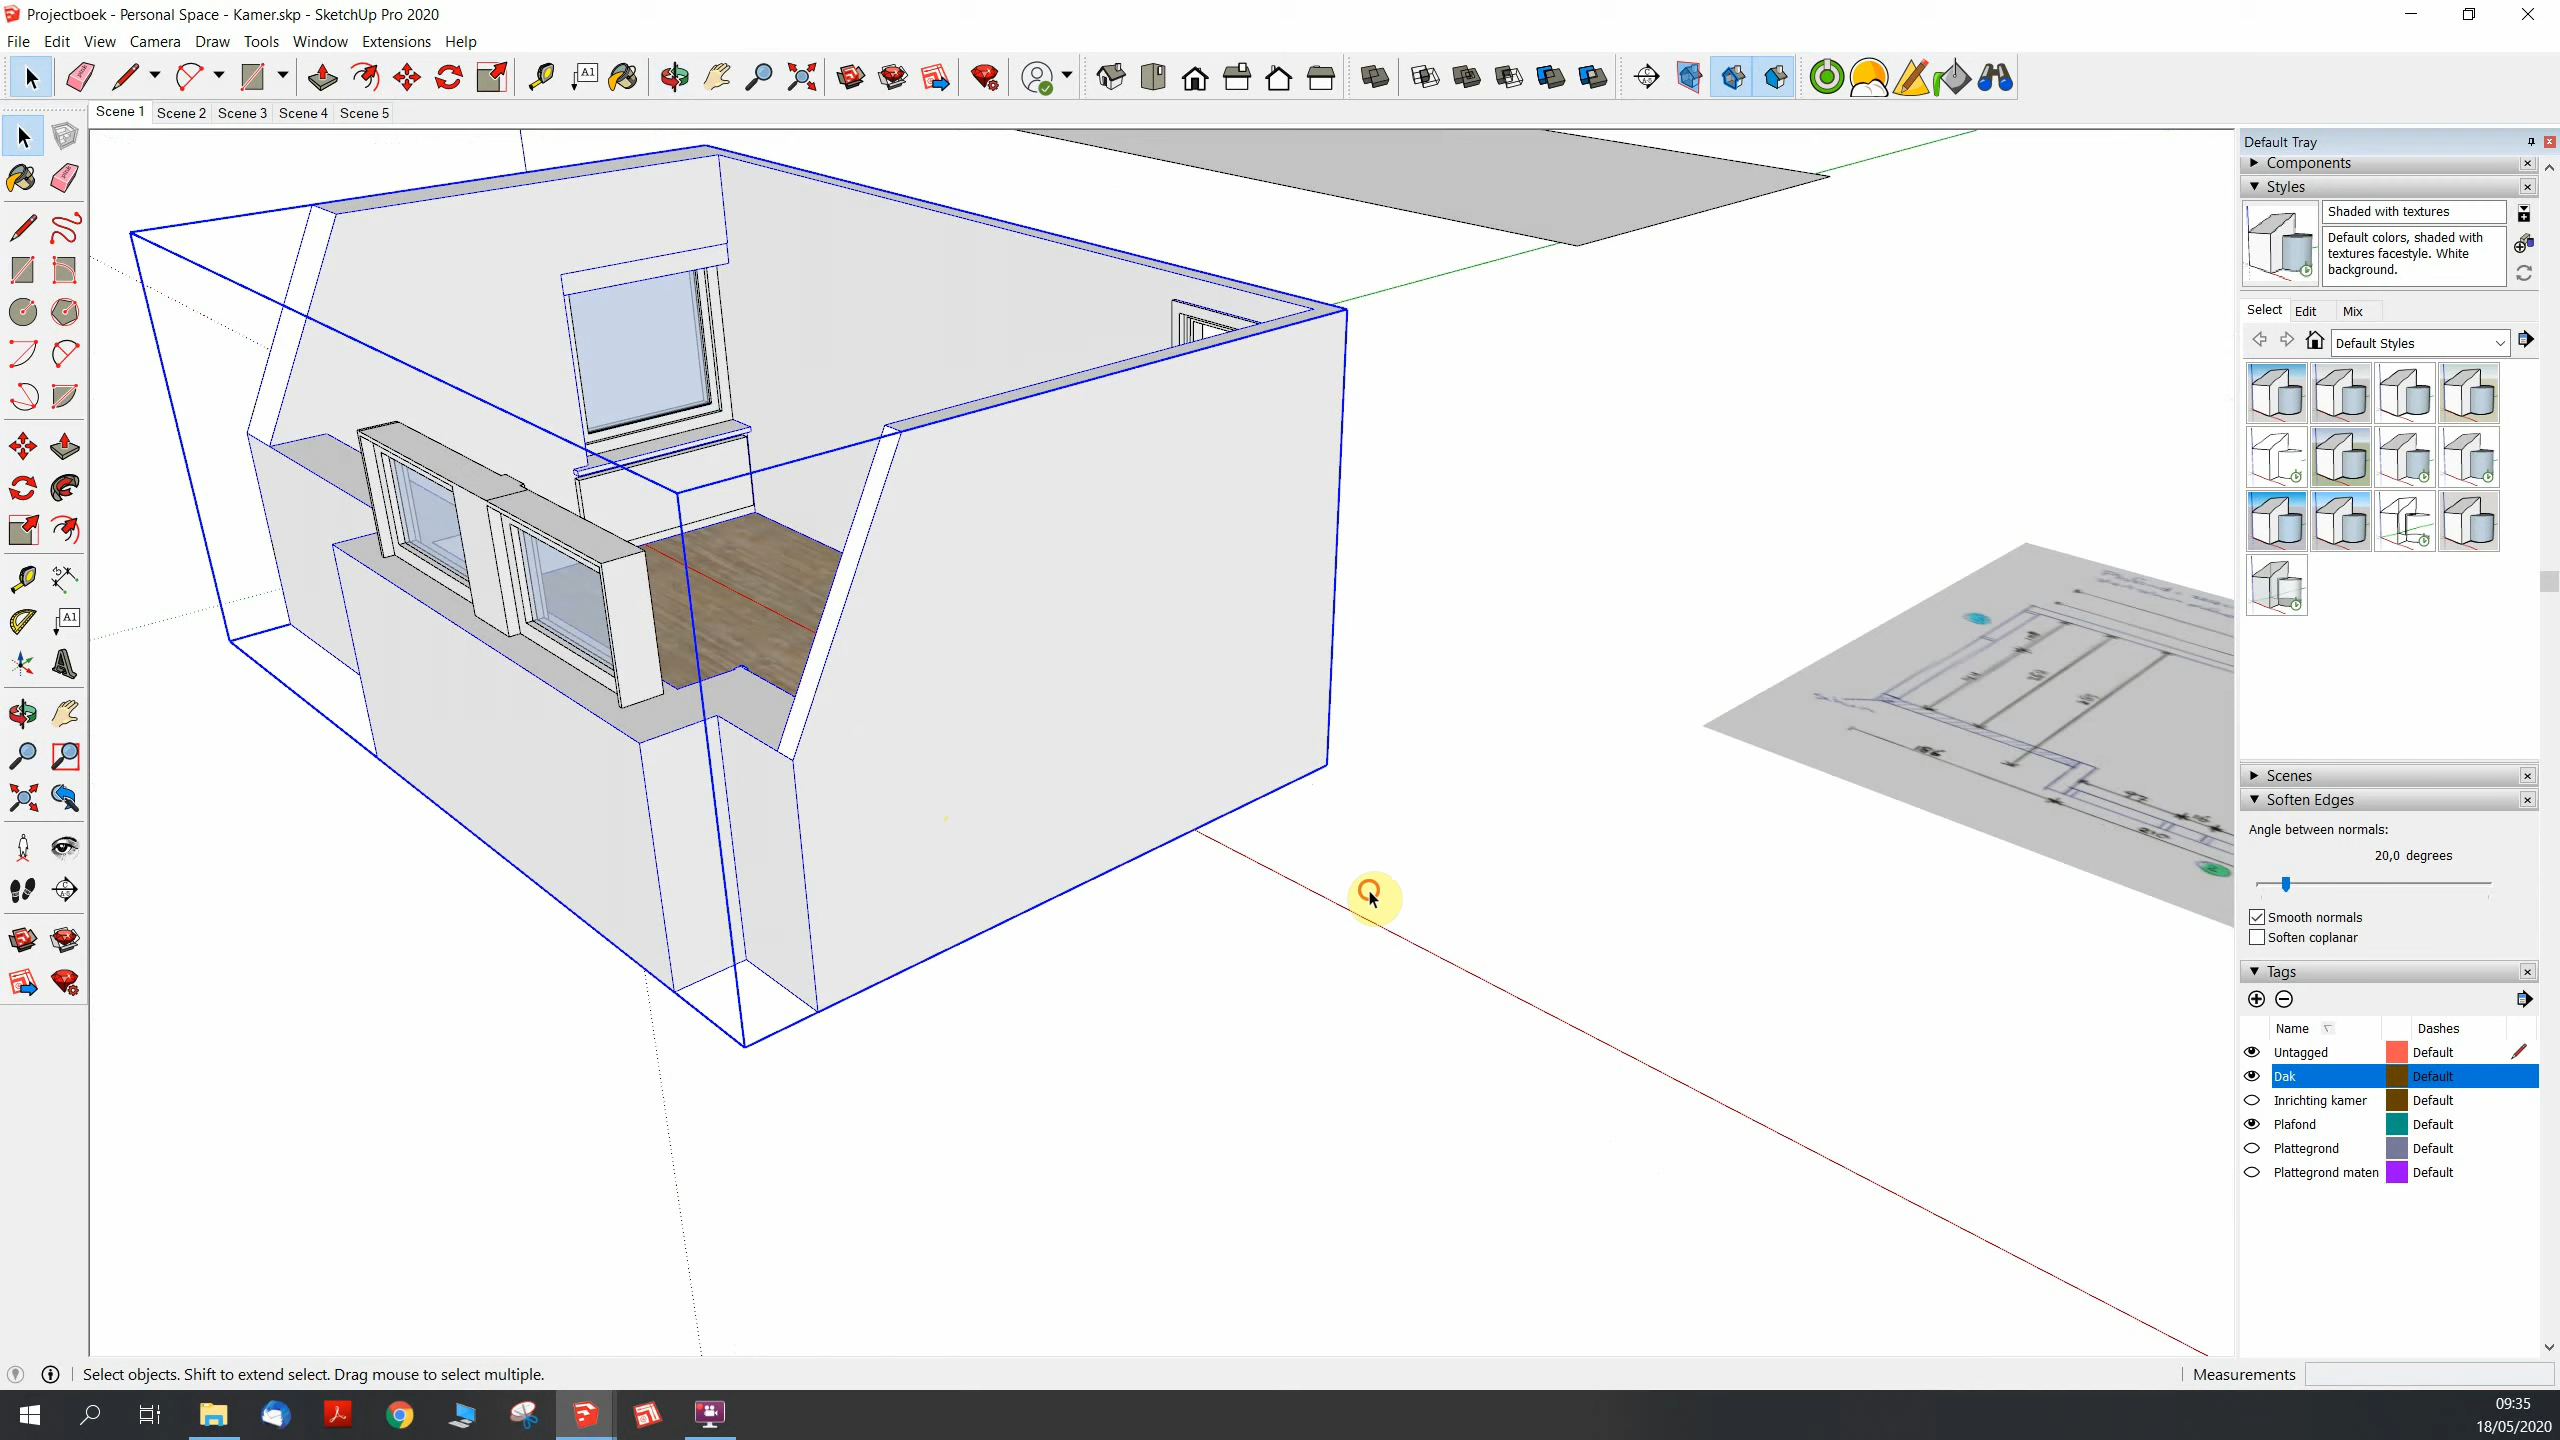 Projectboek - Personal Space - Kamer.skp - SketchUp Pro 2020
File Edit View Camera Draw Tools Window Extensions Help
Scene 1 Scene 2 Scene 3 Scene 4 Scene 5
Default Tray
Components
Styles
Shaded with textures
Default colors, shaded with
textures facestyle. White
background.
Select Edit Mix
Default Styles
Scenes
Soften Edges
Angle between normals:
20,0 degrees
Smooth normals
Soften coplanar
Tags
Name Dashes
Untagged Default
Dak Default
Inrichting kamer Default
Plafond Default
Plattegrond Default
Plattegrond maten Default
Select objects. Shift to extend select. Drag mouse to select multiple.
Measurements
09:35
18/05/2020